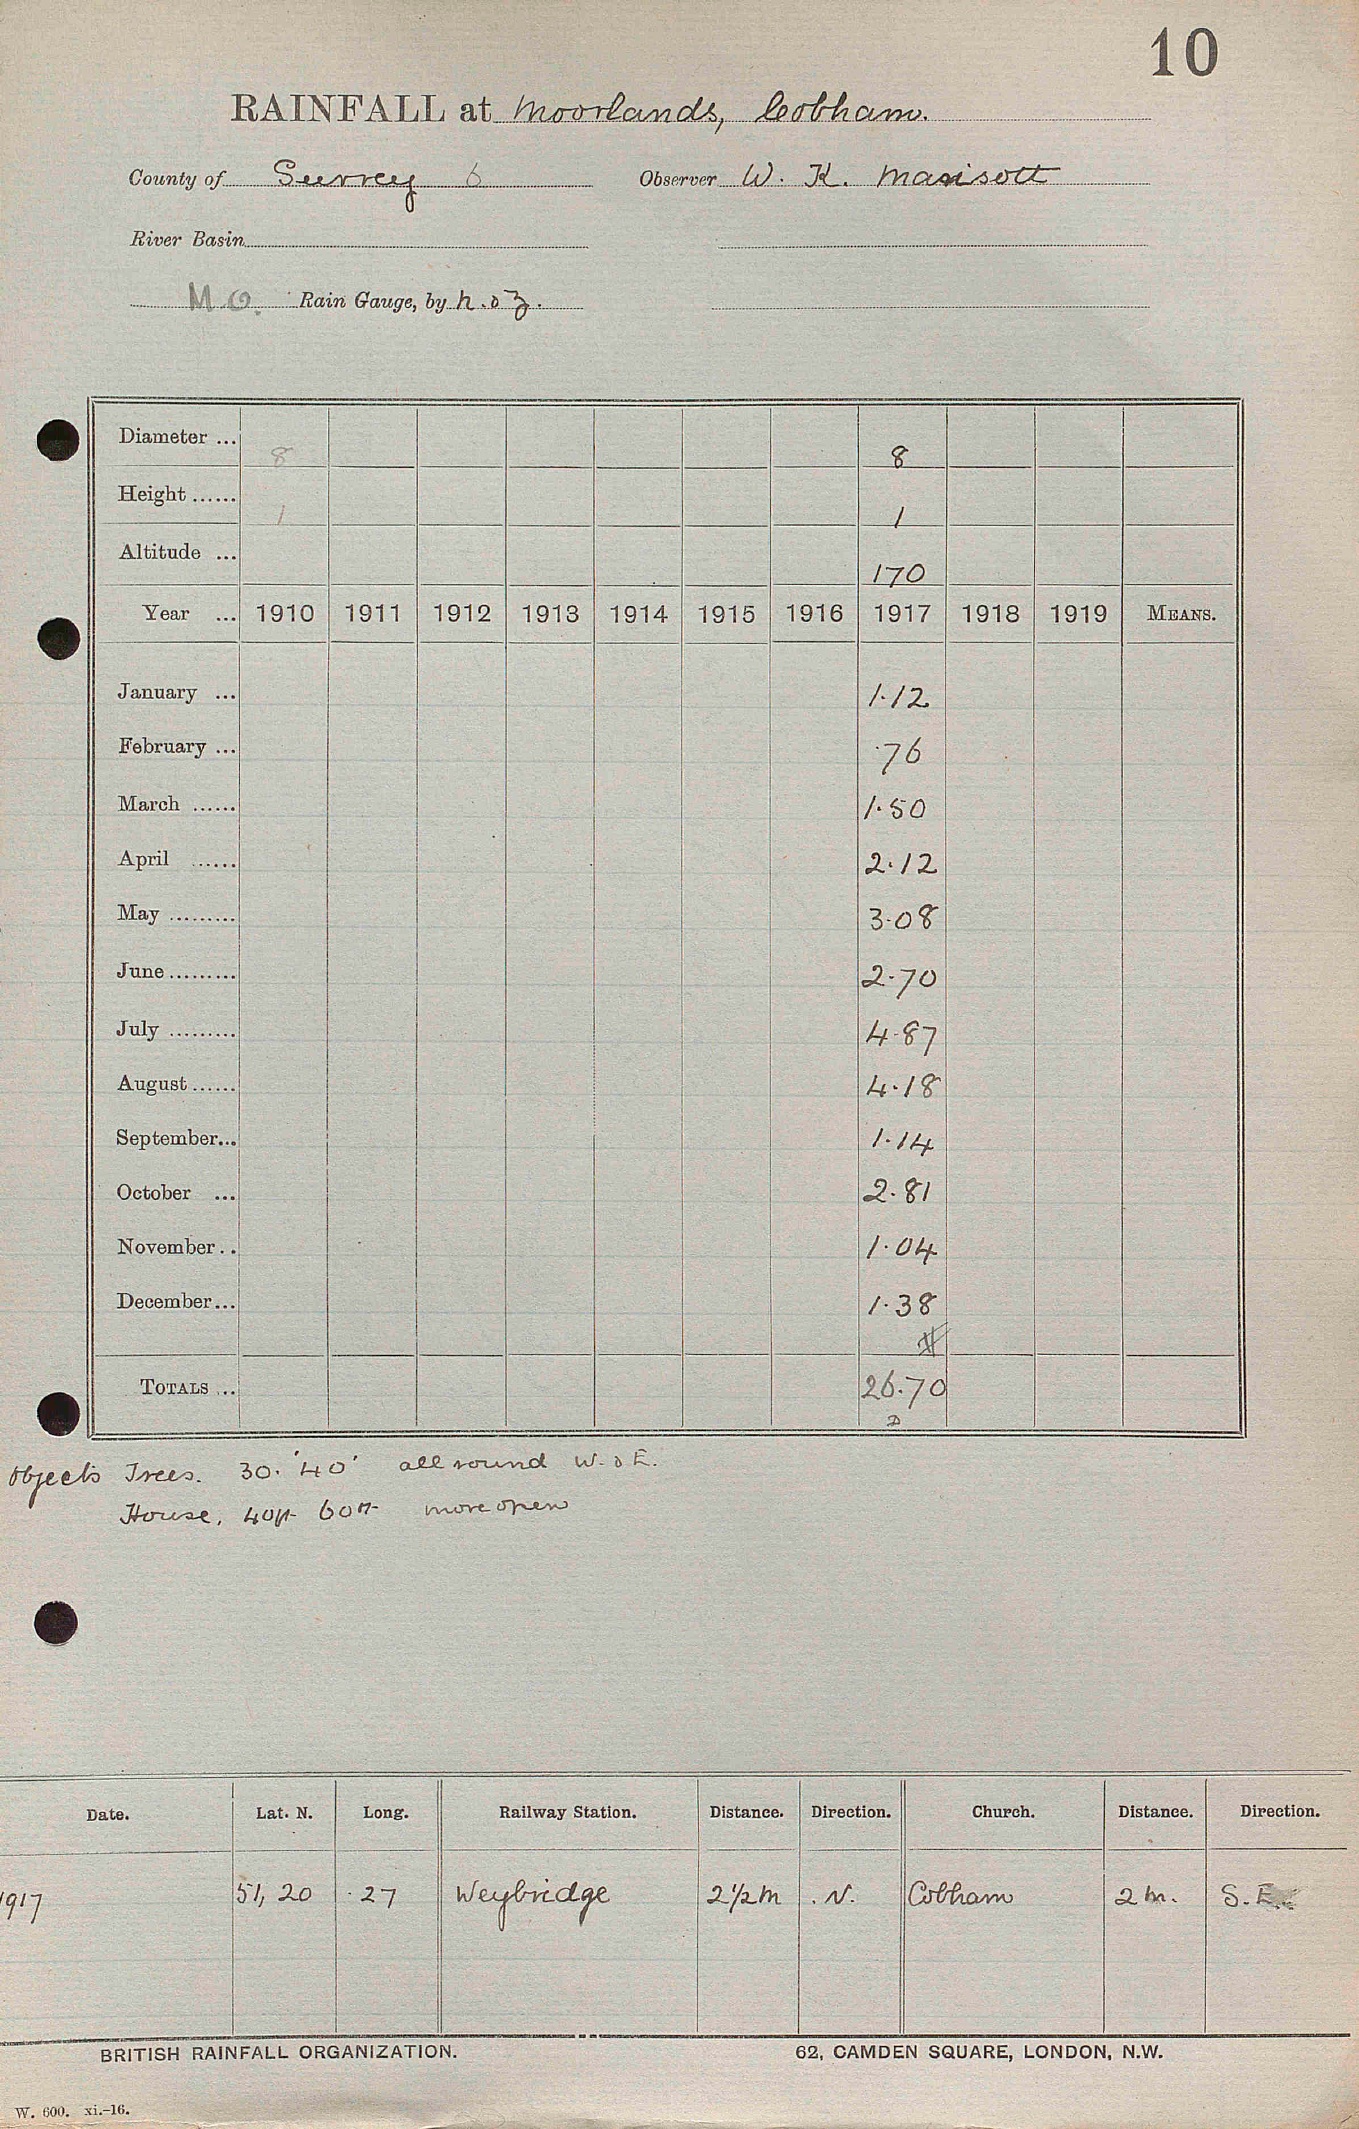 10
RAINFALL at Moorlands, Cobham.
County of Surrey 6 Observer W. K.
River Basin
M.O. Rain Gauge, by
Diameter ... 8 8
Height ...... 1 1
Altitude ... 170
Year ... 1910 1911 1912 1913 1914 1915 1916 1917 1918 1919 MEANS.
January ... 1.12
February ... .76
March ...... 1.50
April ...... 2.12
May ......... 3.08
June ......... 2.70
July ......... 4.87
August ...... 4.18
September... 1.14
October ... 2.81
November .. 1.04
December... 1.38
TOTALS ... 26.70
Objects Trees. 30. '40' all round W. & E.
House, 40ft 60ft more open
Date. Lat. N. Long. Railway Station. Distance. Direction. Church. Distance. Direction.
1917 51, 20 .27 Weybridge 2½m .N. Cobham 2m. S.E.
BRITISH RAINFALL ORGANIZATION. 62, CAMDEN SQUARE, LONDON, N.W.
W. 600. xi.-16.